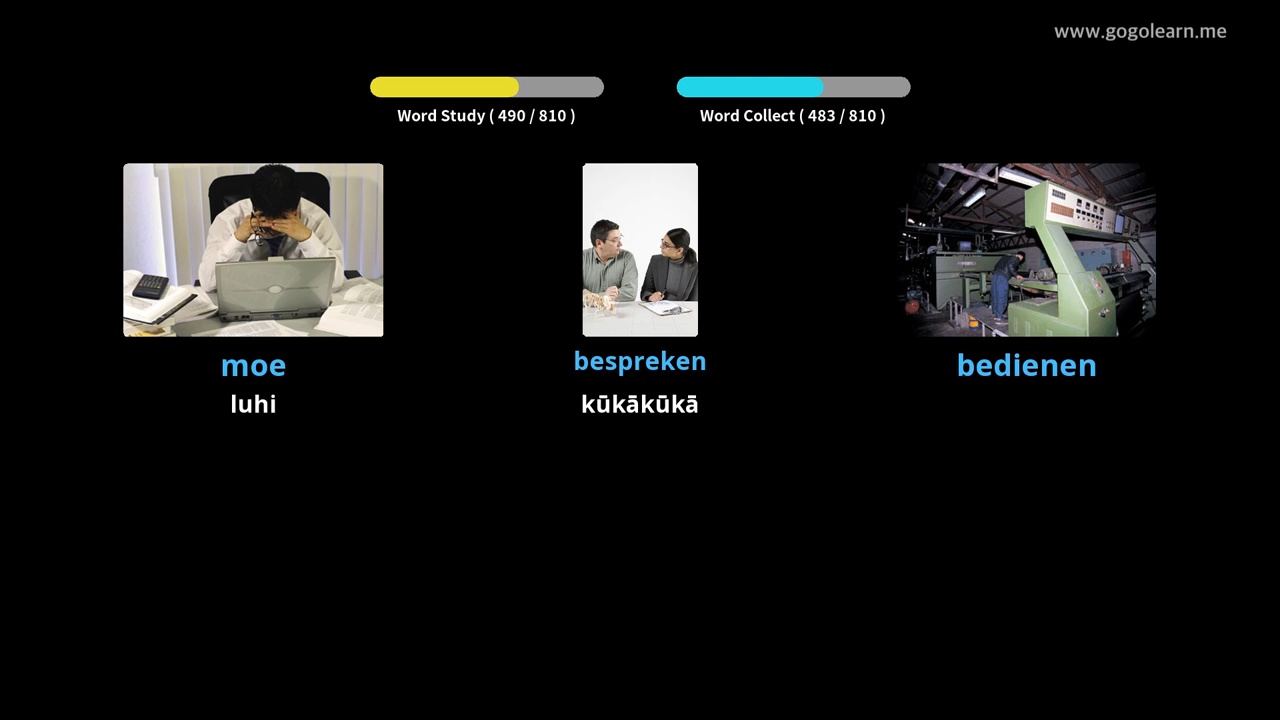 www.gogolearn.me
Word Study ( 490 / 810 )
Word Collect ( 483 / 810 )
moe
bespreken
bedienen
luhi
kūkākūkā